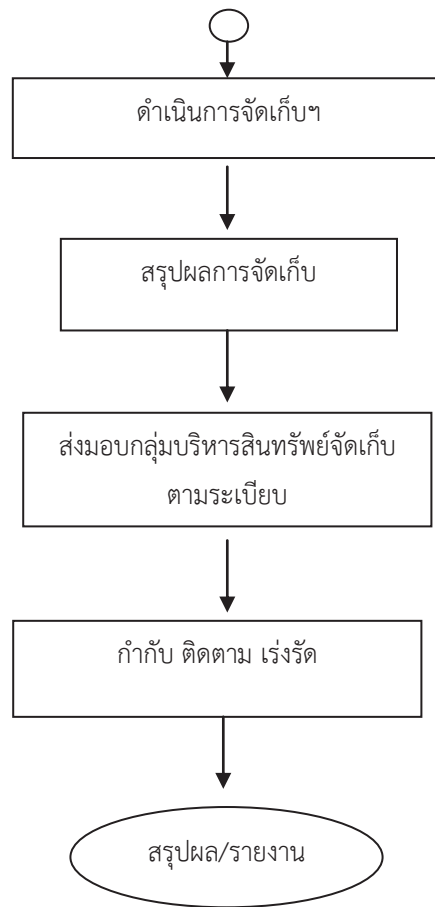 ดำเนินการจัดเก็บฯ
สรุปผลการจัดเก็บ
ส่งมอบกลุ่มบริหารสินทรัพย์จัดเก็บ
ตามระเบียบ
กำกับ ติดตาม เร่งรัด
สรุปผล/รายงาน